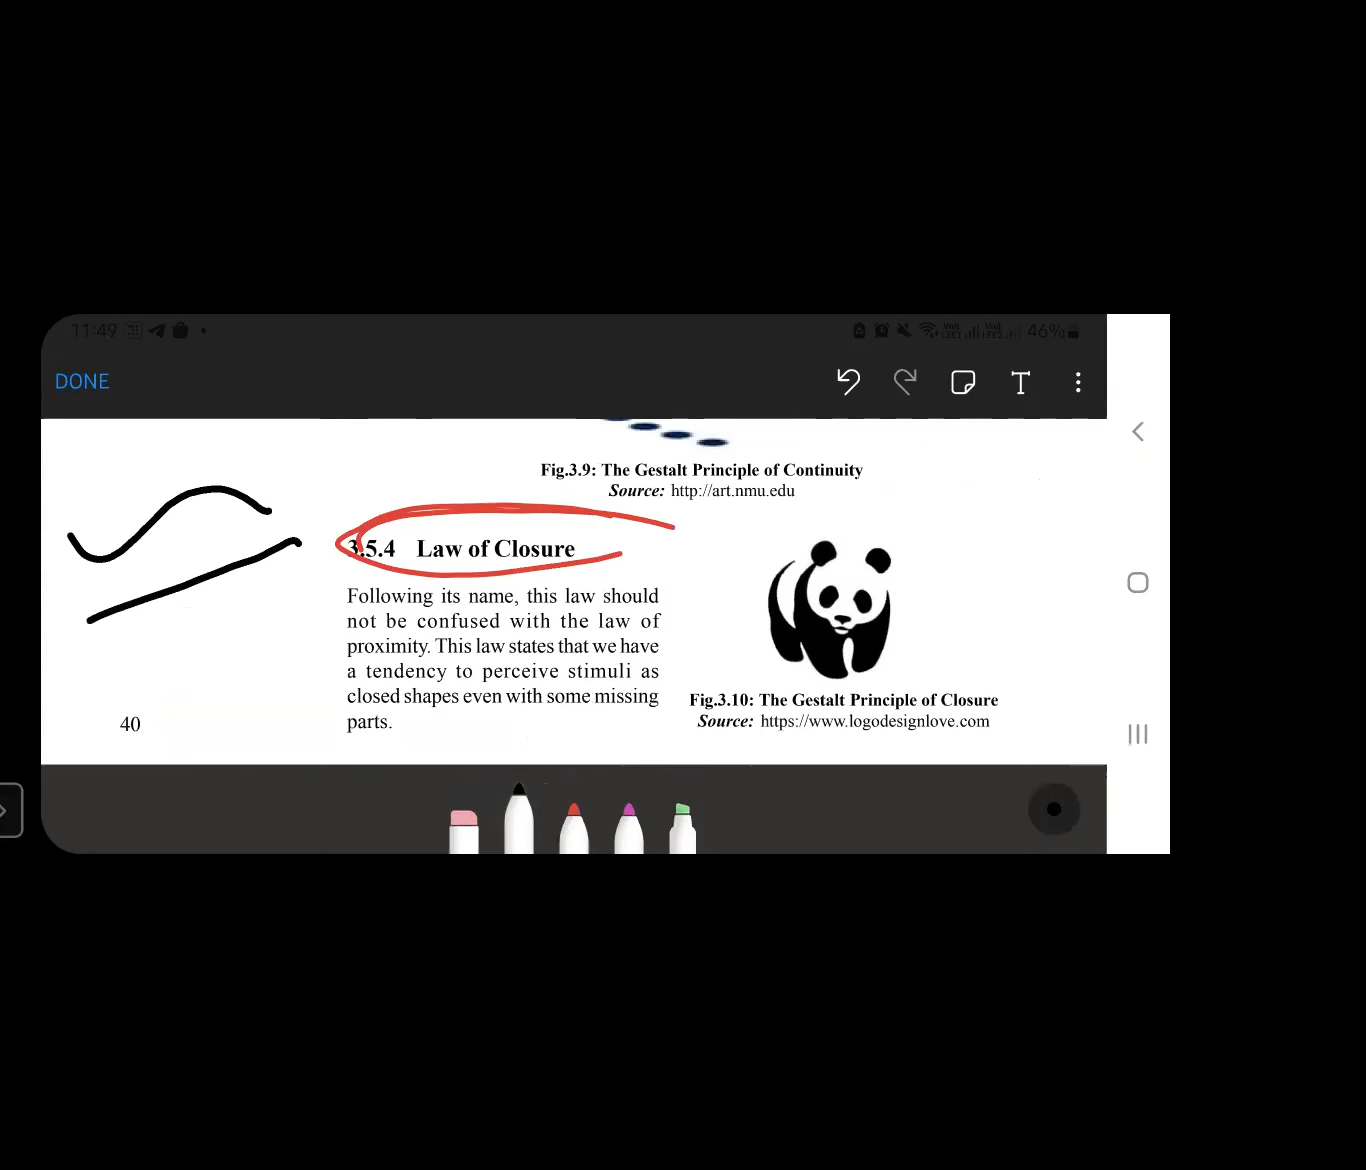 11:49
46%
DONE
Fig.3.9: The Gestalt Principle of Continuity
Source: http://art.nmu.edu
3.5.4 Law of Closure
Following its name, this law should
not be confused with the law of
proximity. This law states that we have
a tendency to perceive stimuli as
closed shapes even with some missing
parts.
Fig.3.10: The Gestalt Principle of Closure
Source: https://www.logodesignlove.com
40